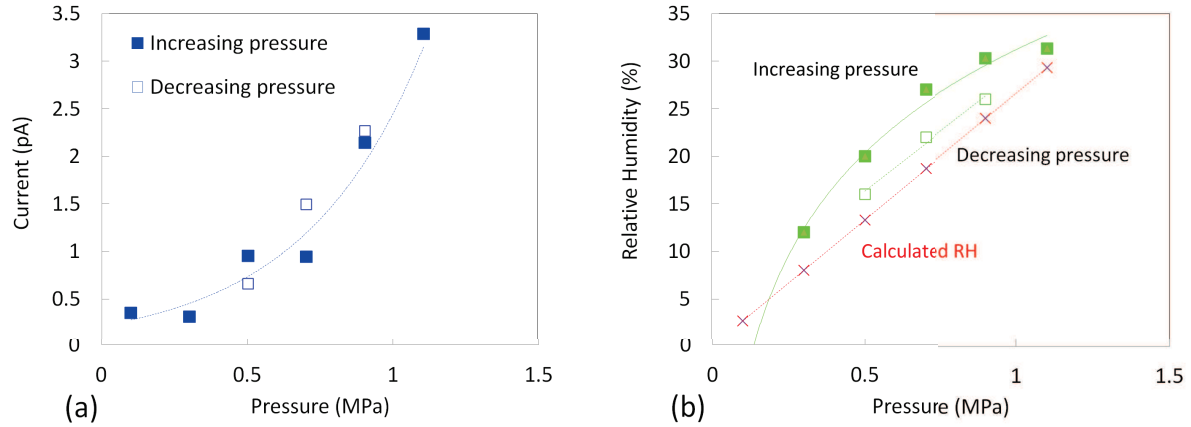 3.5
3
2.5
2
1.5
1
0.5
0
Current (pA)
Increasing pressure
Decreasing pressure
0 0.5 1 1.5
Pressure (MPa)
(a)
35
30
25
20
15
10
5
0
Relative Humidity (%)
Increasing pressure
Decreasing pressure
Calculated RH
0 0.5 1 1.5
Pressure (MPa)
(b)